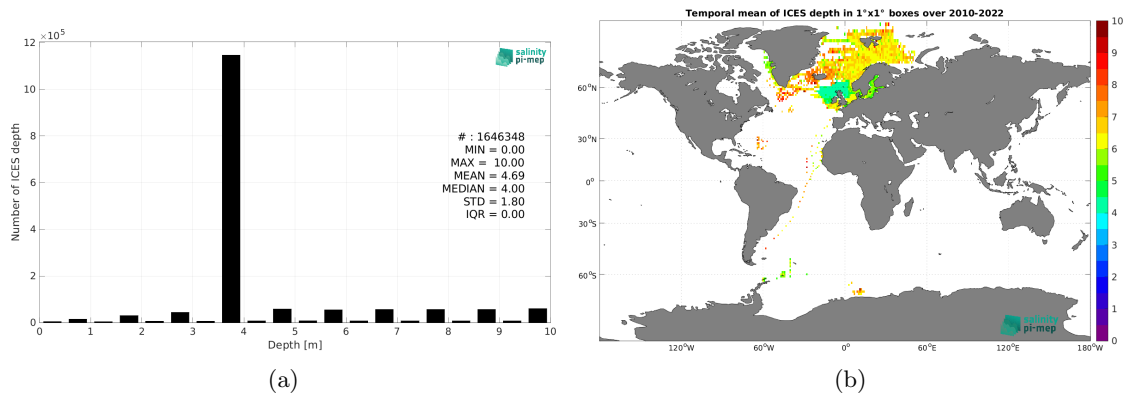 12 ×10⁵
10
8
6
4
2
0
Number of ICES depth
salinity
pi-mep
# : 1646348
MIN = 0.00
MAX = 10.00
MEAN = 4.69
MEDIAN = 4.00
STD = 1.80
IQR = 0.00
0 1 2 3 4 5 6 7 8 9 10
Depth [m]
(a)
Temporal mean of ICES depth in 1°x1° boxes over 2010-2022
60°N
30°N
0°
30°S
60°S
120°W 60°W 0° 60°E 120°E 180°W
salinity
pi-mep
10
9
8
7
6
5
4
3
2
1
0
(b)